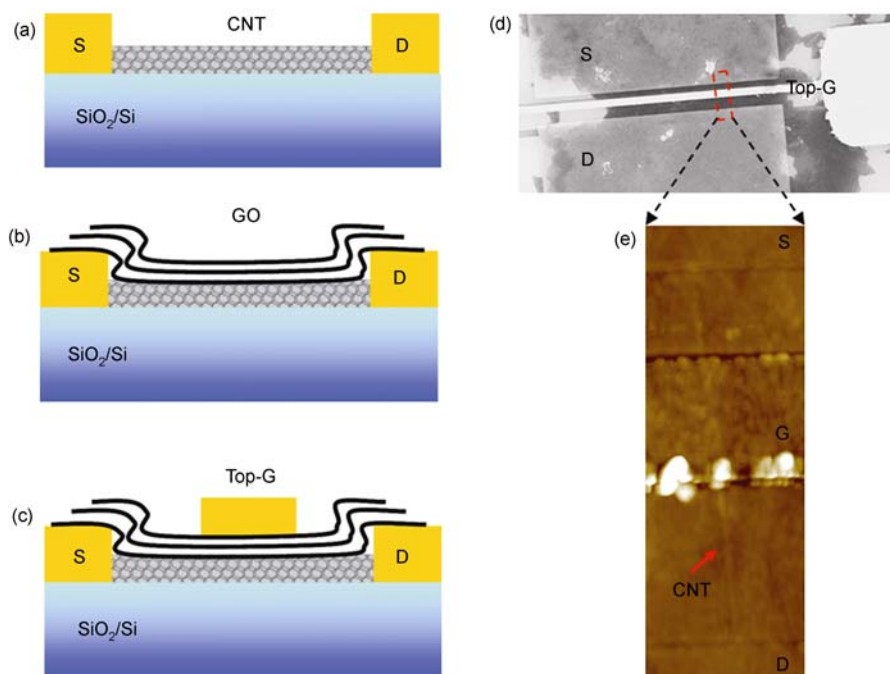 (a)
CNT
S
D
SiO2/Si
(b)
GO
S
D
SiO2/Si
(c)
Top-G
S
D
SiO2/Si
(d)
S
Top-G
D
(e)
S
G
CNT
D